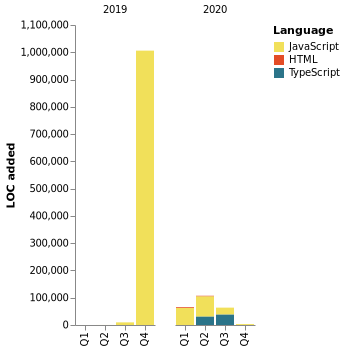 2019 2020
Language
JavaScript
HTML
TypeScript
LOC added
1,100,000
1,000,000
900,000
800,000
700,000
600,000
500,000
400,000
300,000
200,000
100,000
0
Q1 Q2 Q3 Q4 Q1 Q2 Q3 Q4